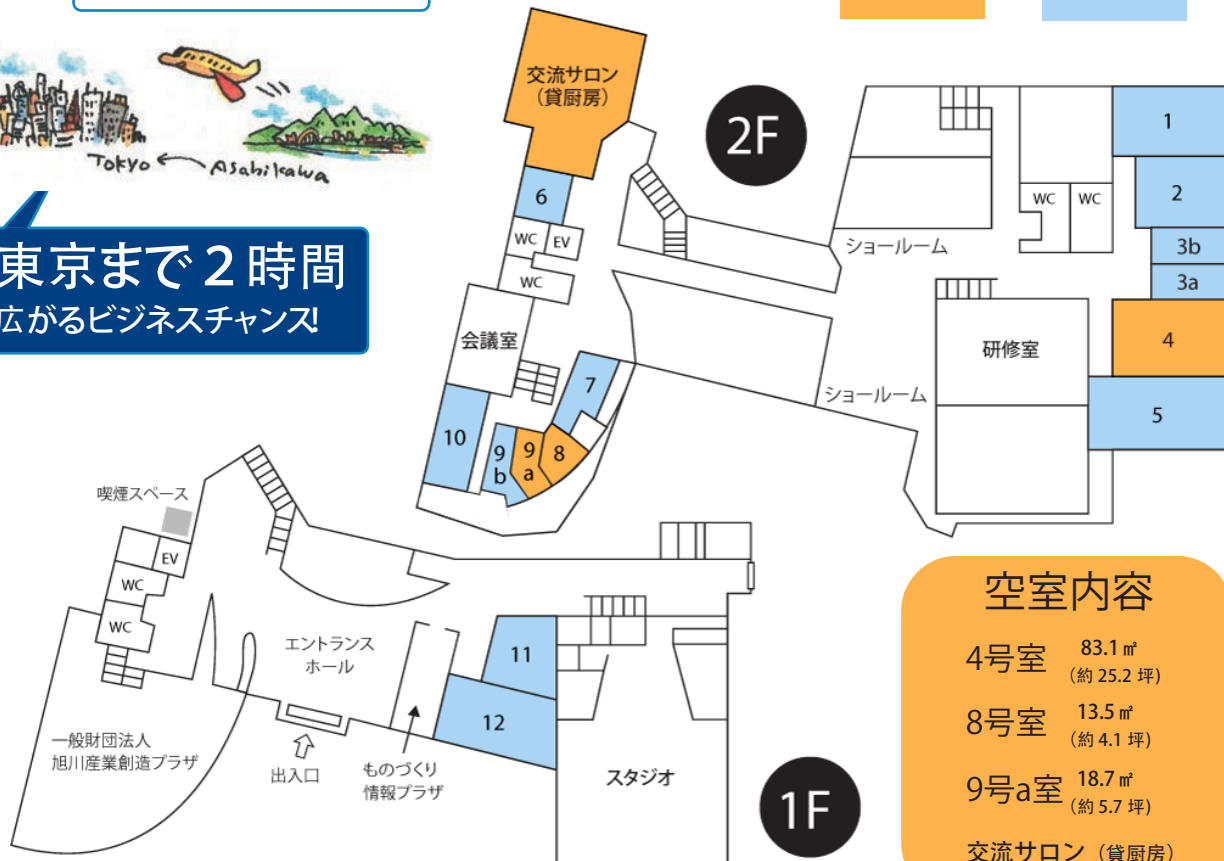 Tokyo
Asahikawa
東京まで2時間
広がるビジネスチャンス!
2F
交流サロン
(貸厨房)
6
WC
EV
WC
会議室
7
10
9
b
9
a
8
ショールーム
ショールーム
WC
WC
研修室
1
2
3b
3a
4
5
1F
喫煙スペース
EV
WC
WC
エントランス
ホール
11
12
一般財団法人
旭川産業創造プラザ
出入口
ものづくり
情報プラザ
スタジオ
空室内容
4号室 83.1㎡
(約25.2坪)
8号室 13.5㎡
(約4.1坪)
9号a室 18.7㎡
(約5.7坪)
交流サロン(貸厨房)